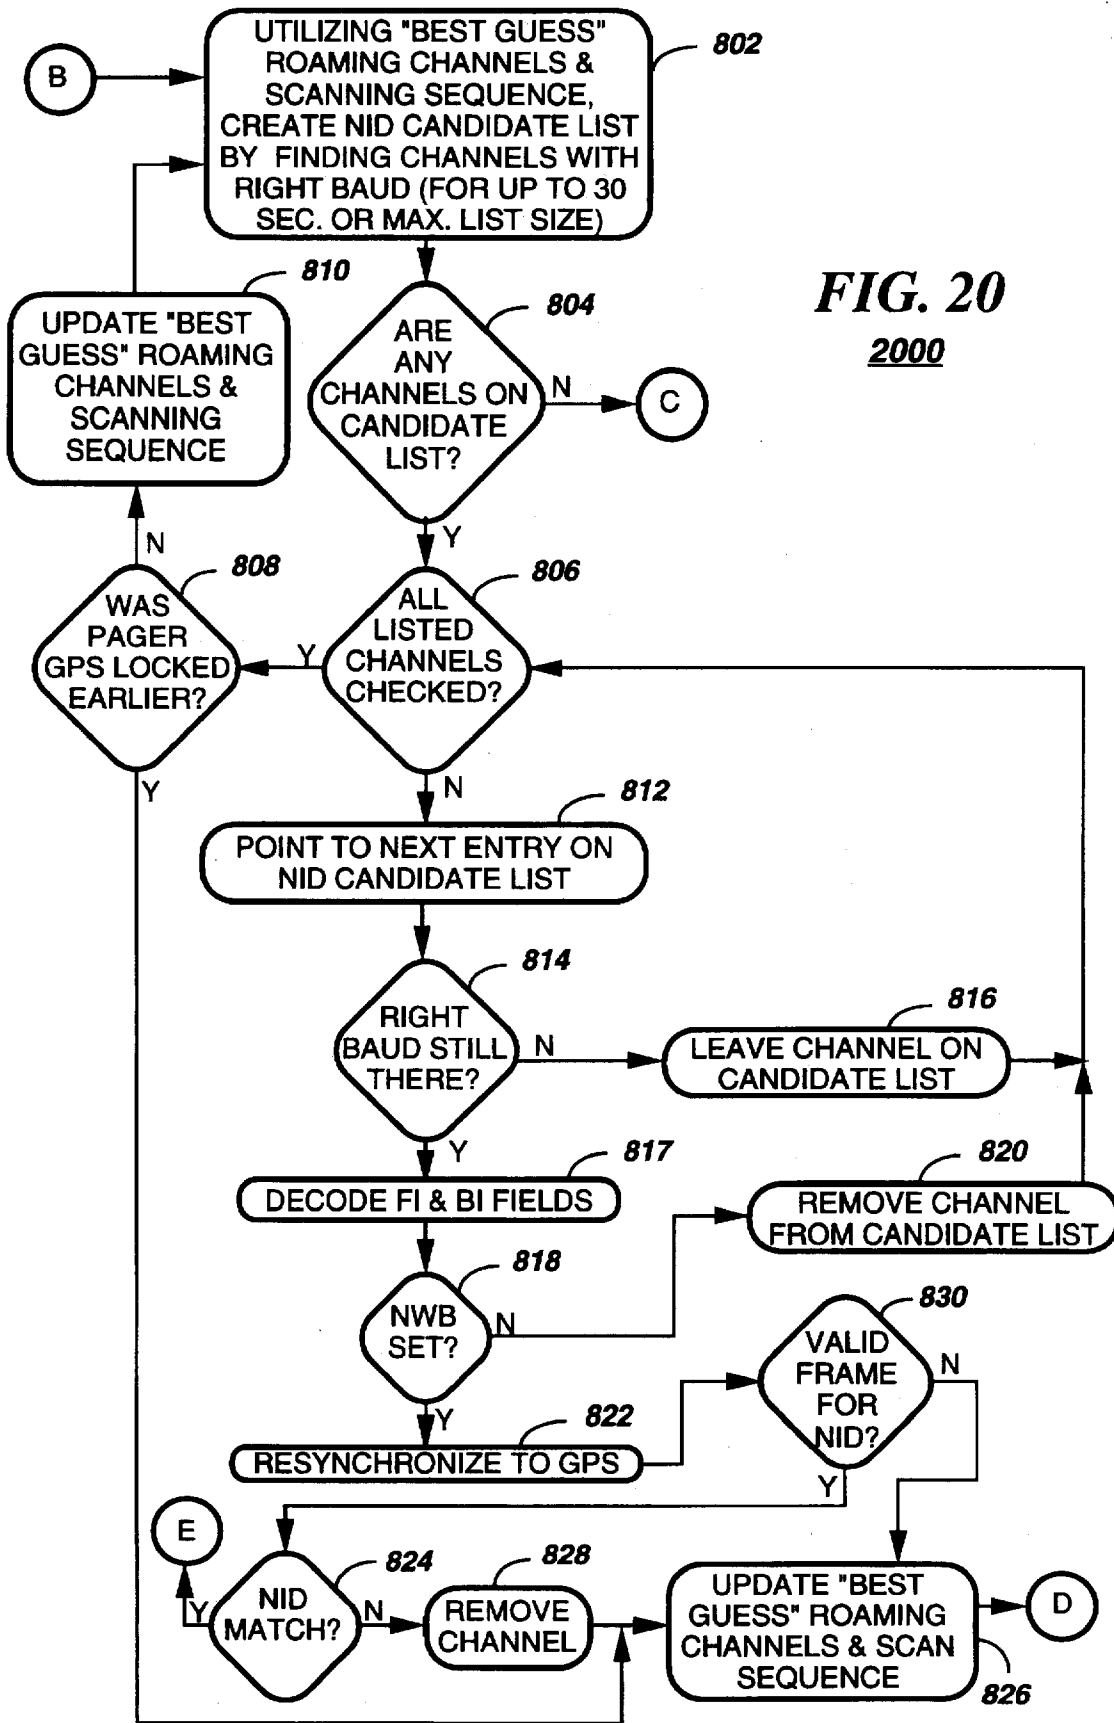 B
UTILIZING "BEST GUESS"
ROAMING CHANNELS &
SCANNING SEQUENCE,
CREATE NID CANDIDATE LIST
BY FINDING CHANNELS WITH
RIGHT BAUD (FOR UP TO 30
SEC. OR MAX. LIST SIZE)
802
810
UPDATE "BEST
GUESS" ROAMING
CHANNELS &
SCANNING
SEQUENCE
804
ARE
ANY
CHANNELS ON
CANDIDATE
LIST?
N
C
Y
FIG. 20
2000
N
808
WAS
PAGER
GPS LOCKED
EARLIER?
Y
Y
806
ALL
LISTED
CHANNELS
CHECKED?
N
812
POINT TO NEXT ENTRY ON
NID CANDIDATE LIST
814
RIGHT
BAUD STILL
THERE?
N
Y
816
LEAVE CHANNEL ON
CANDIDATE LIST
817
DECODE FI & BI FIELDS
820
REMOVE CHANNEL
FROM CANDIDATE LIST
818
NWB
SET?
N
Y
830
VALID
FRAME
FOR
NID?
N
Y
822
RESYNCHRONIZE TO GPS
E
824
NID
MATCH?
Y
N
828
REMOVE
CHANNEL
UPDATE "BEST
GUESS" ROAMING
CHANNELS & SCAN
SEQUENCE
826
D